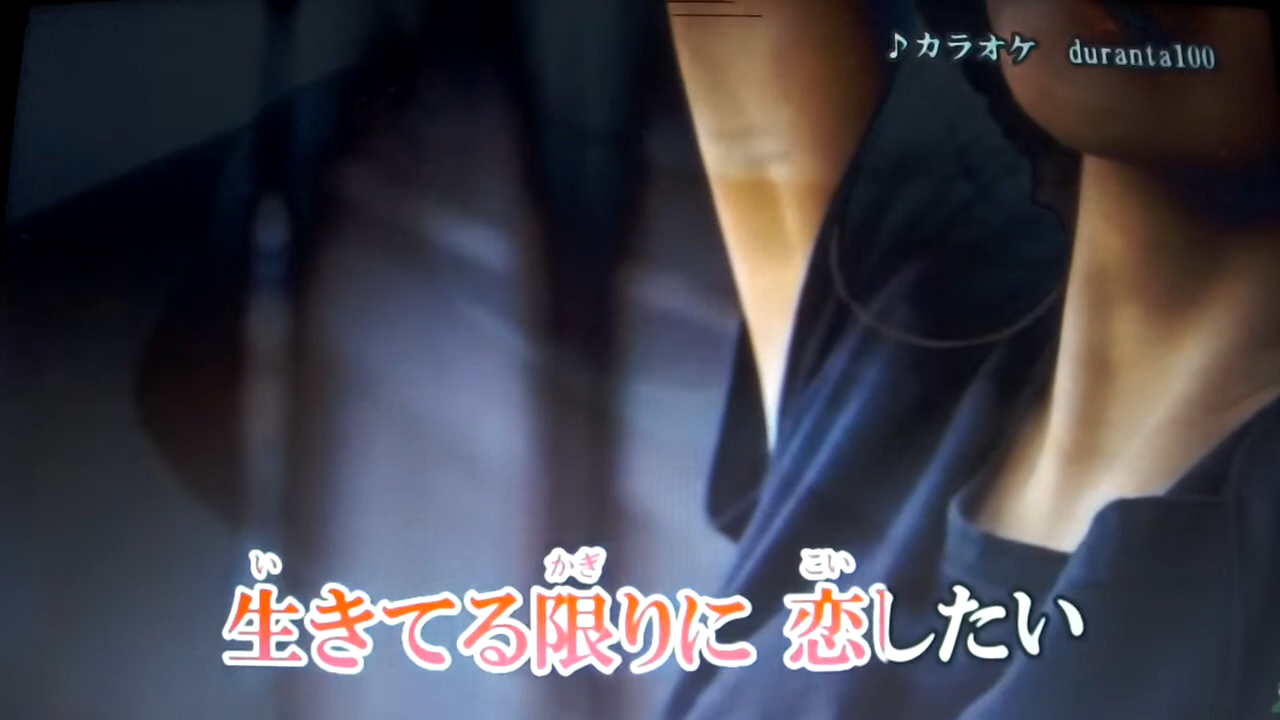 ♪カラオケ duranta100
い かぎ こい
生きてる限りに 恋したい